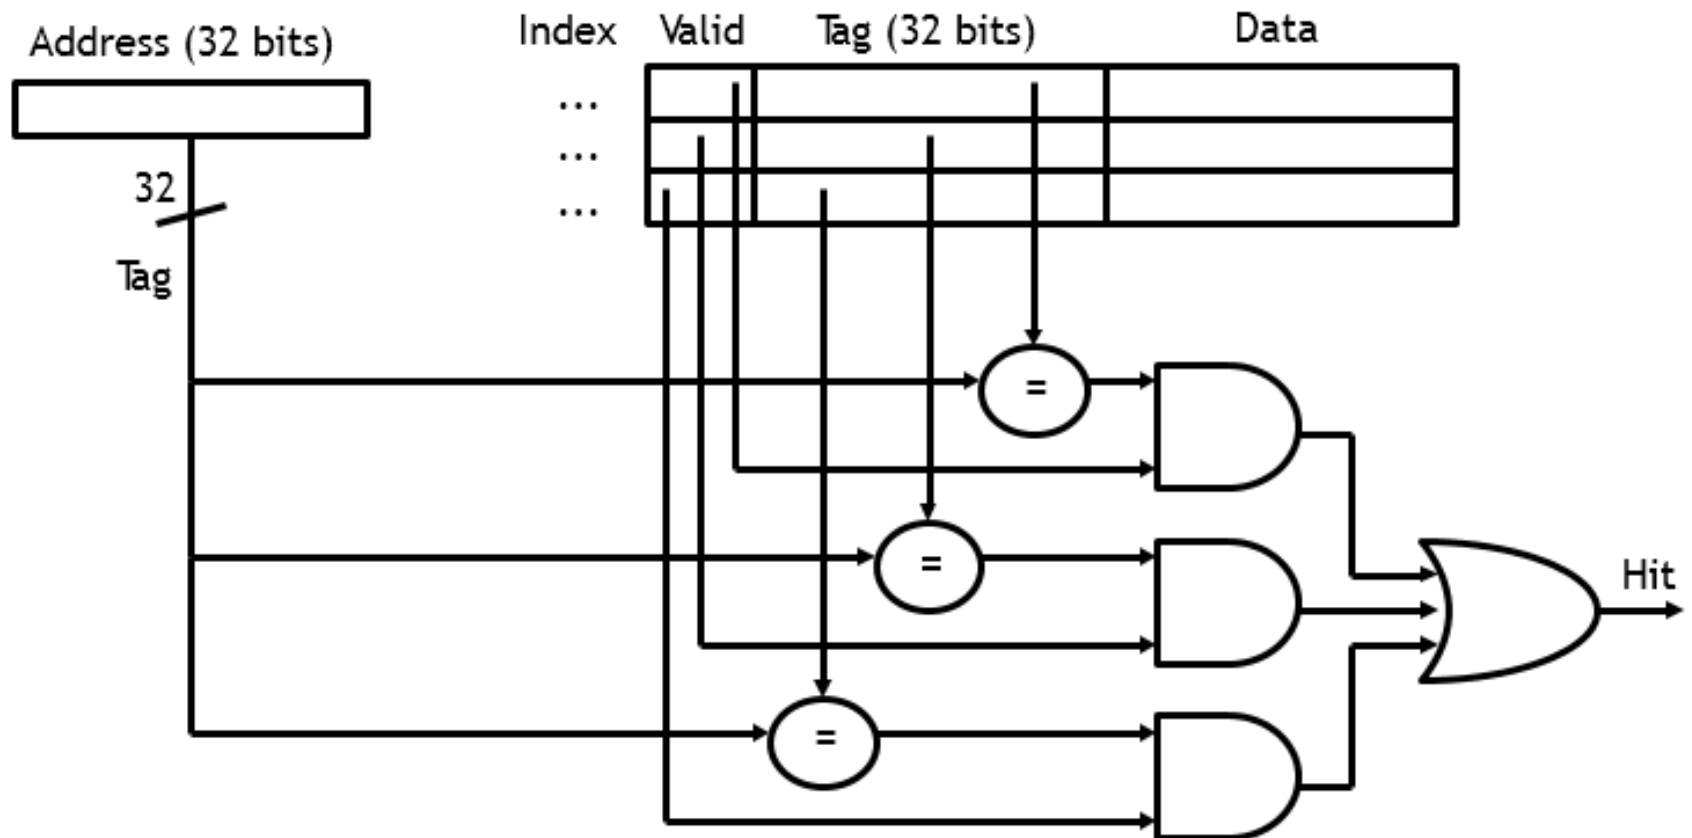 Address (32 bits)
Index Valid Tag (32 bits) Data
...
...
...
32
Tag
=
=
=
Hit